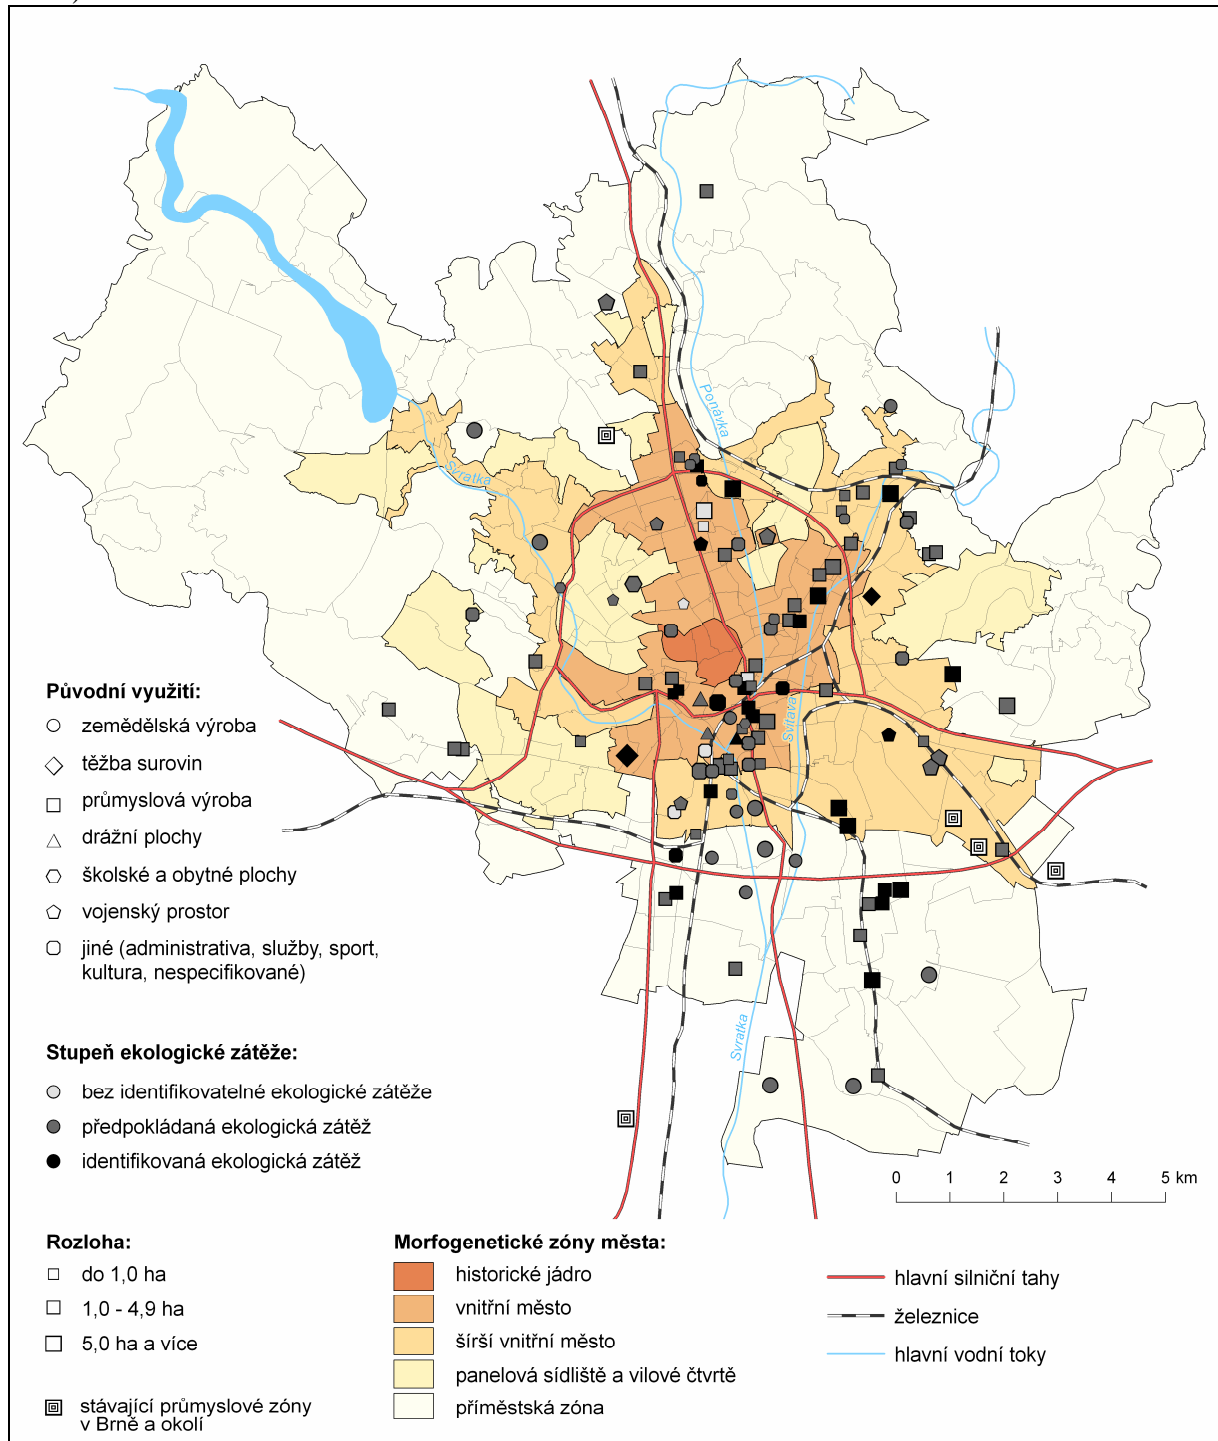 Ponávka
Svratka
Svitava
Svratka
Původní využití:
zemědělská výroba
těžba surovin
průmyslová výroba
drážní plochy
školské a obytné plochy
vojenský prostor
jiné (administrativa, služby, sport,
kultura, nespecifikované)
Stupeň ekologické zátěže:
bez identifikovatelné ekologické zátěže
předpokládaná ekologická zátěž
identifikovaná ekologická zátěž
0 1 2 3 4 5 km
Rozloha:
do 1,0 ha
1,0 - 4,9 ha
5,0 ha a více
stávající průmyslové zóny
v Brně a okolí
Morfogenetické zóny města:
historické jádro
vnitřní město
šírší vnitřní město
panelová sídliště a vilové čtvrtě
příměstská zóna
hlavní silniční tahy
železnice
hlavní vodní toky